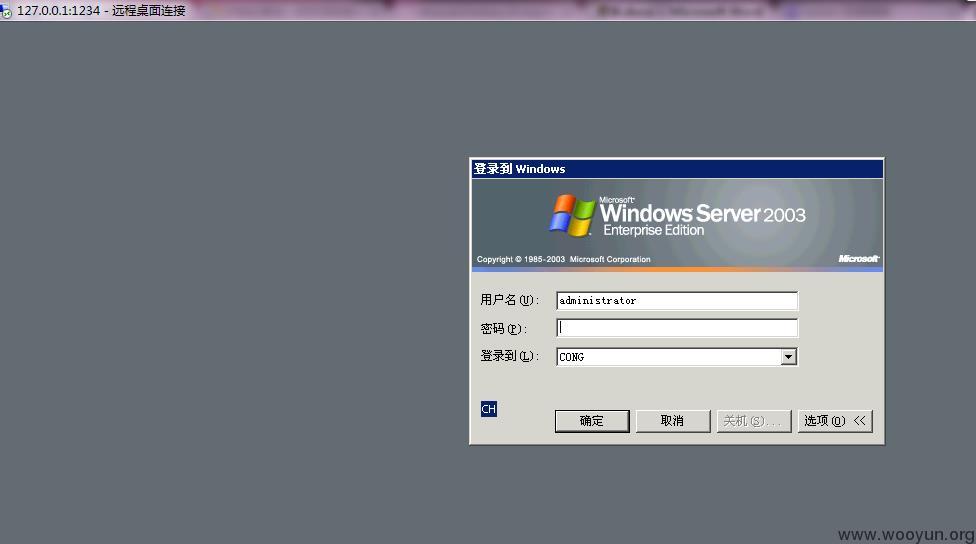 127.0.0.1:1234 - 远程桌面连接
登录到 Windows
Microsoft
Windows Server 2003
Enterprise Edition
Copyright © 1985-2003 Microsoft Corporation
Microsoft
用户名(U):
administrator
密码(P):
登录到(L):
CONG
CH
确定
取消
关机(S)...
选项(O) <<
www.wooyun.org